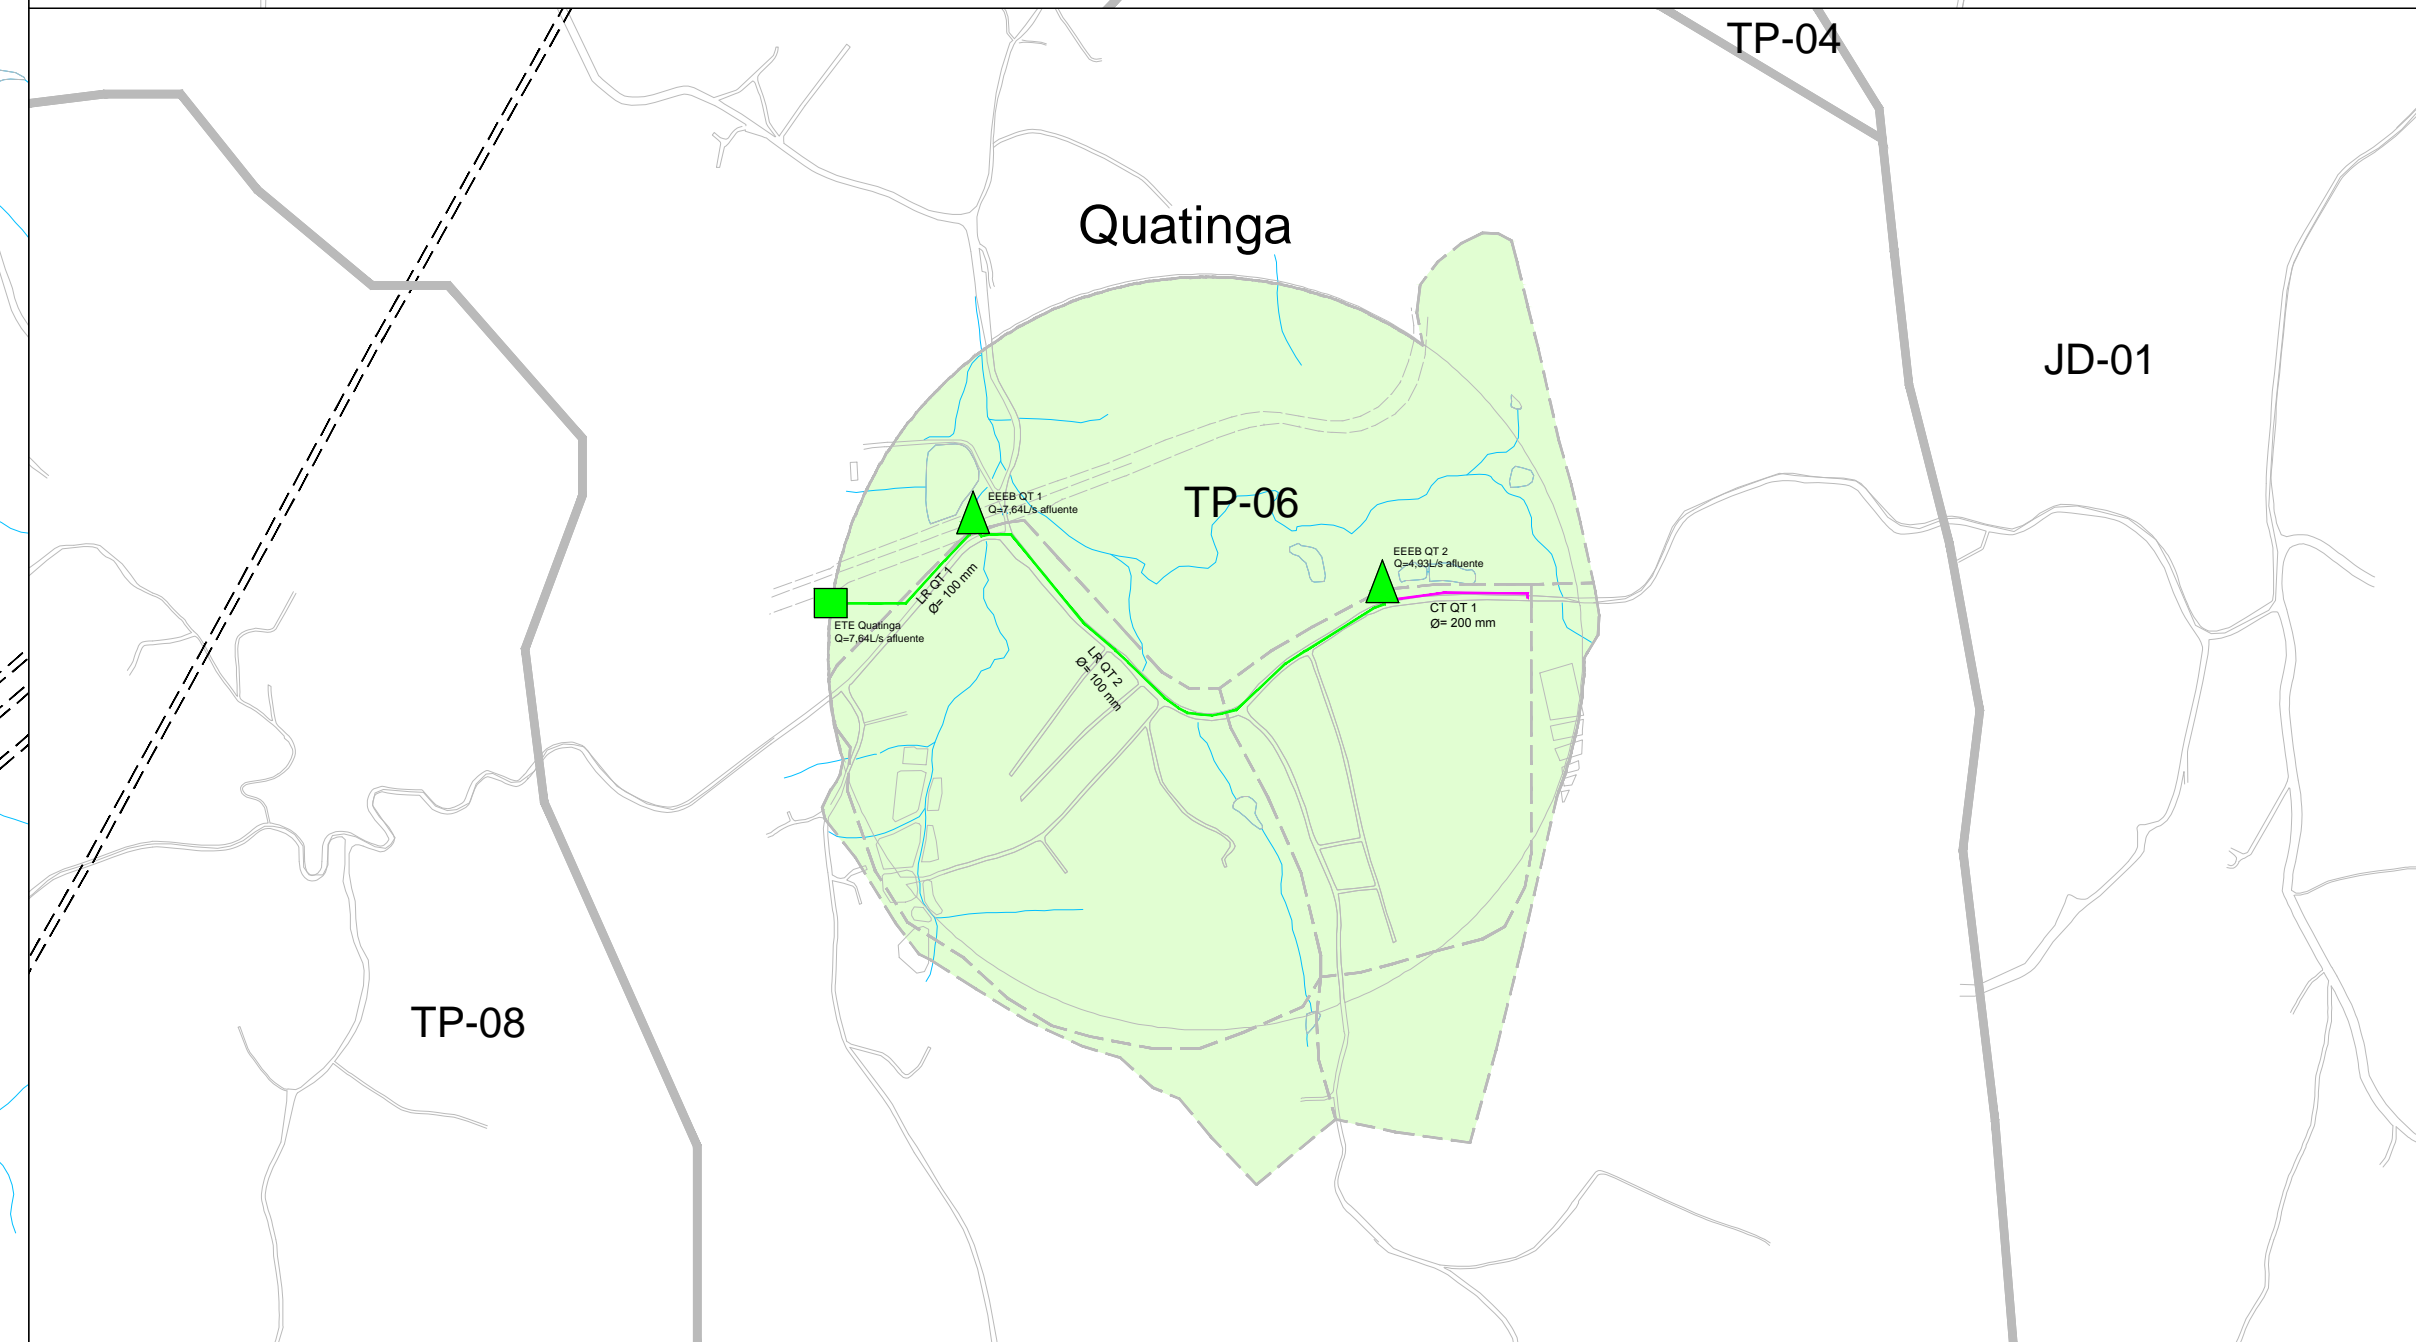 TP-04
Quatinga
JD-01
TP-06
EEEB QT 1
Q=7,64L/s afluente
EEEB QT 2
Q=4,93L/s afluente
LR QT 1
Ø= 100 mm
ETE Quatinga
Q=7,64L/s afluente
CT QT 1
Ø= 200 mm
LR QT 2
Ø= 100 mm
TP-08